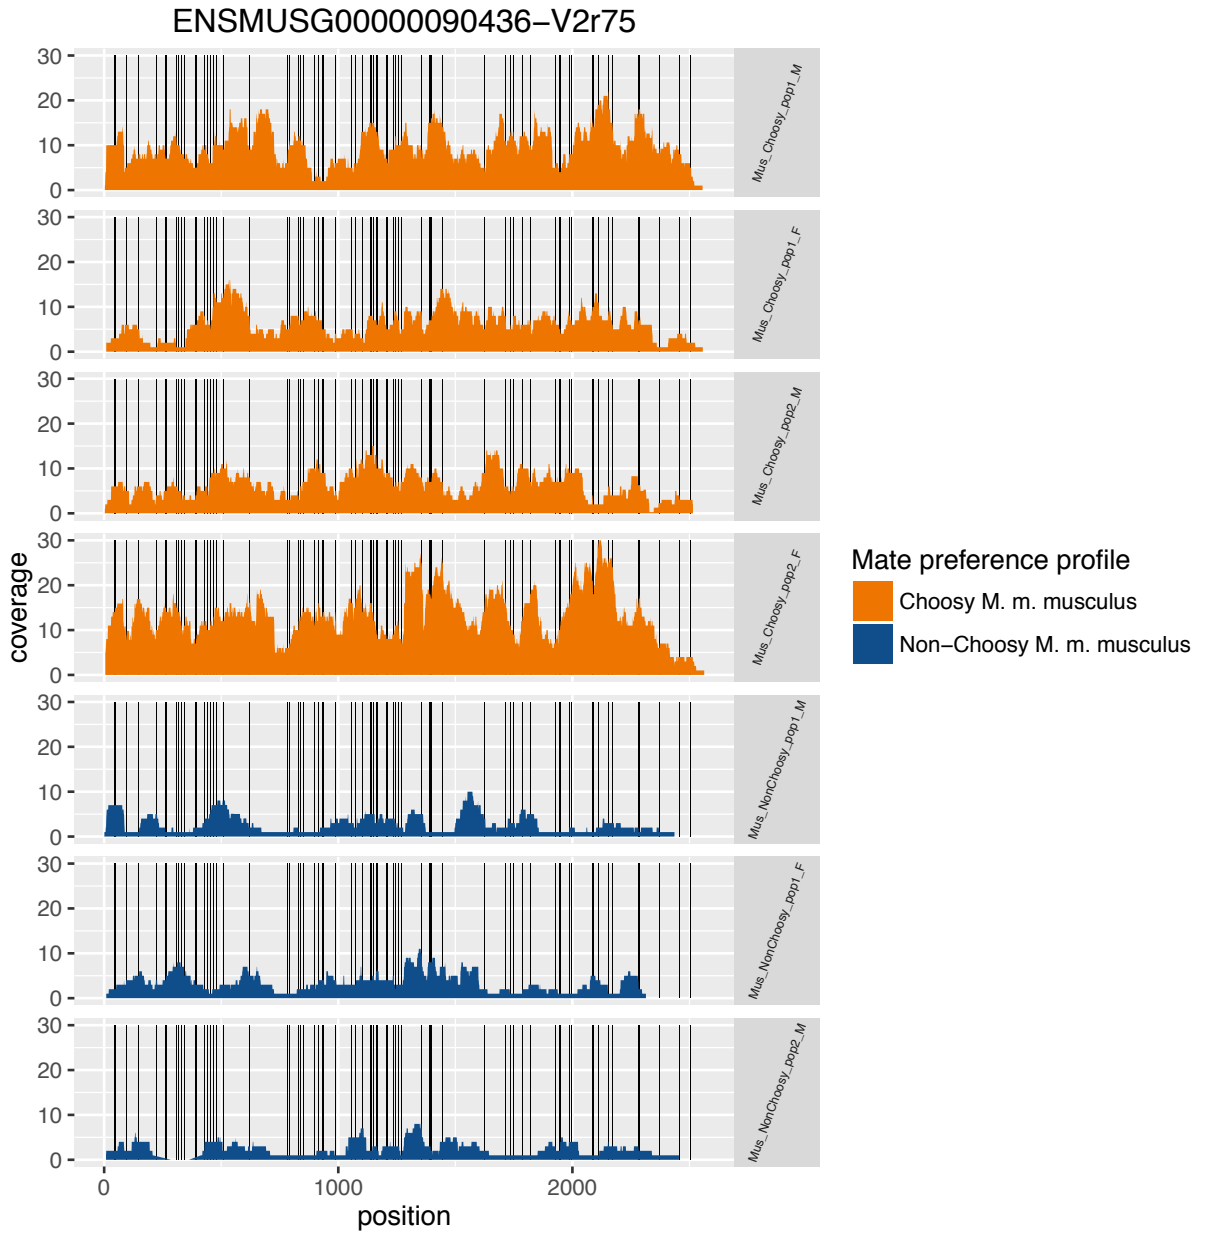 ENSMUSG00000090436−V2r75
30
20
10
0
Mus_Choosy_pop1_M
30
20
10
0
Mus_Choosy_pop1_F
30
20
10
0
Mus_Choosy_pop2_M
30
20
10
0
Mus_Choosy_pop2_F
30
20
10
0
Mus_NonChoosy_pop1_M
30
20
10
0
Mus_NonChoosy_pop1_F
30
20
10
0
Mus_NonChoosy_pop2_M
0 1000 2000
position
coverage
Mate preference profile
Choosy M. m. musculus
Non−Choosy M. m. musculus